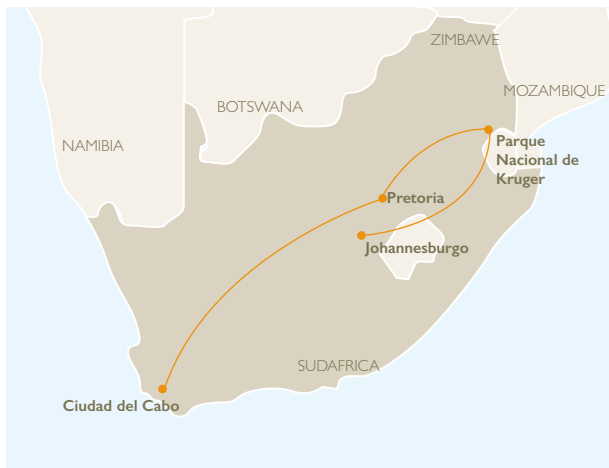 ZIMBAWE
MOZAMBIQUE
BOTSWANA
NAMIBIA
Parque
Nacional de
Kruger
Pretoria
Johannesburgo
SUDAFRICA
Ciudad del Cabo